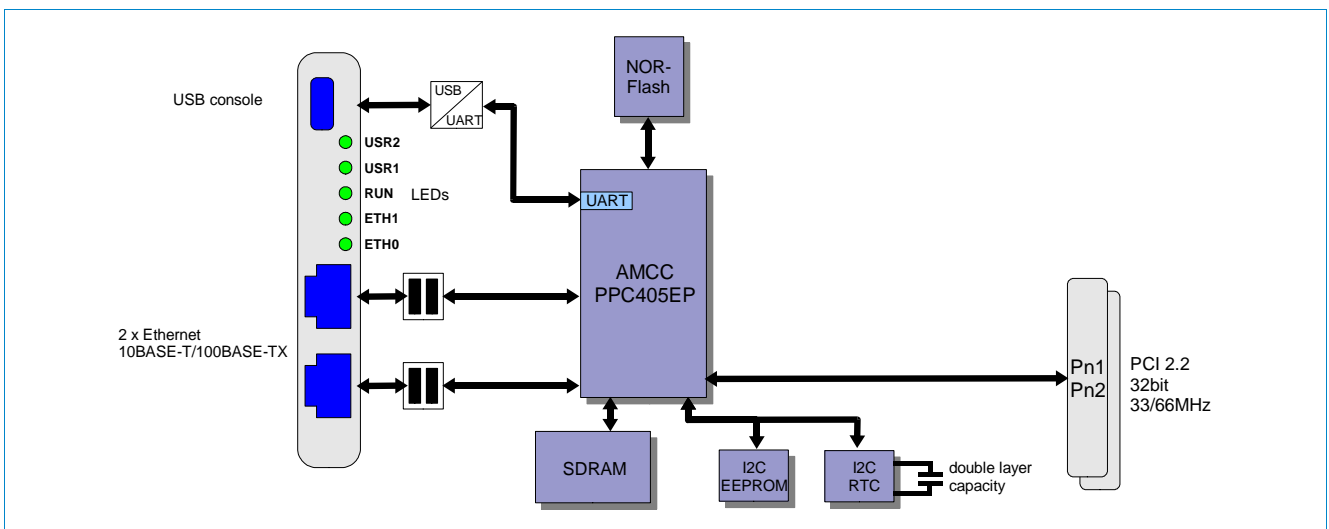 USB console
USB
UART
NOR-
Flash
USR2
USR1
RUN
LEDs
ETH1
ETH0
UART
AMCC
PPC405EP
2 x Ethernet
10BASE-T/100BASE-TX
Pn1
Pn2
PCI 2.2
32bit
33/66MHz
SDRAM
I2C
EEPROM
I2C
RTC
double layer
capacity